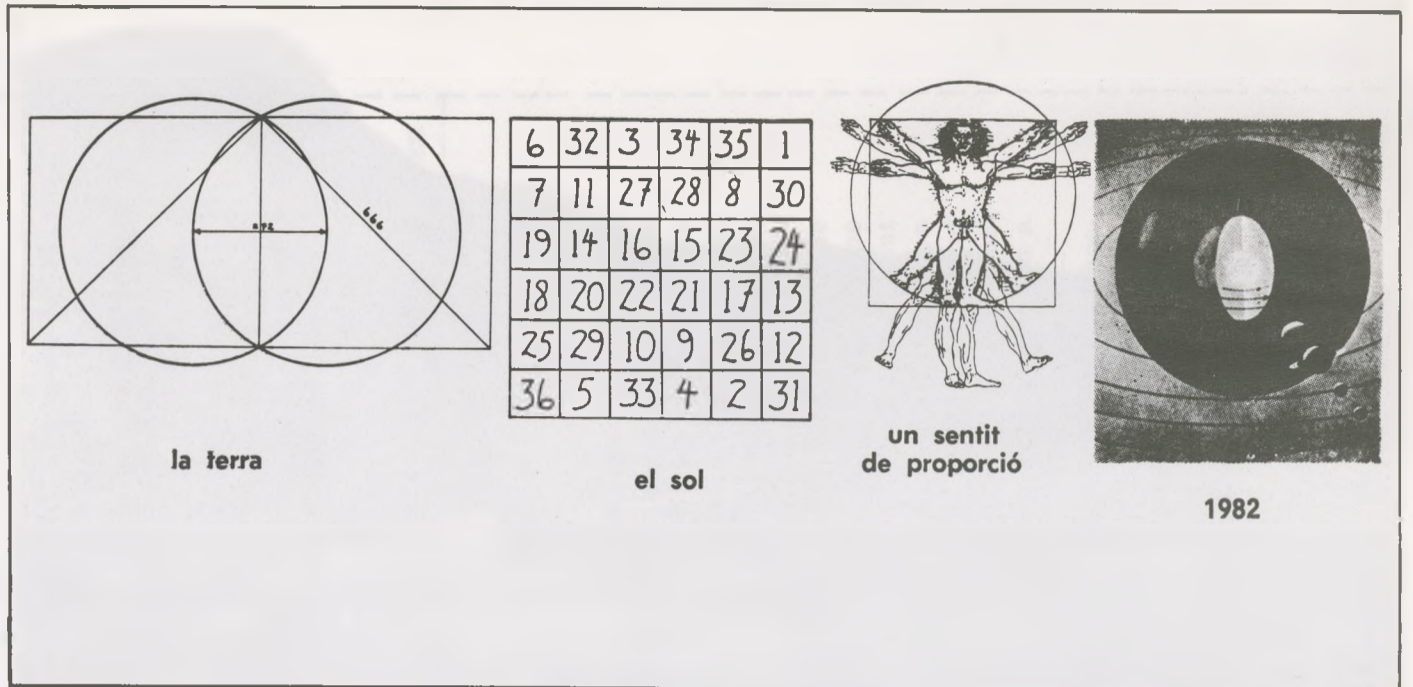 666
6 32 3 34 35 1
7 11 27 28 8 30
19 14 16 15 23 24
18 20 22 21 17 13
25 29 10 9 26 12
36 5 33 4 2 31
la terra
el sol
un sentit
de proporció
1982